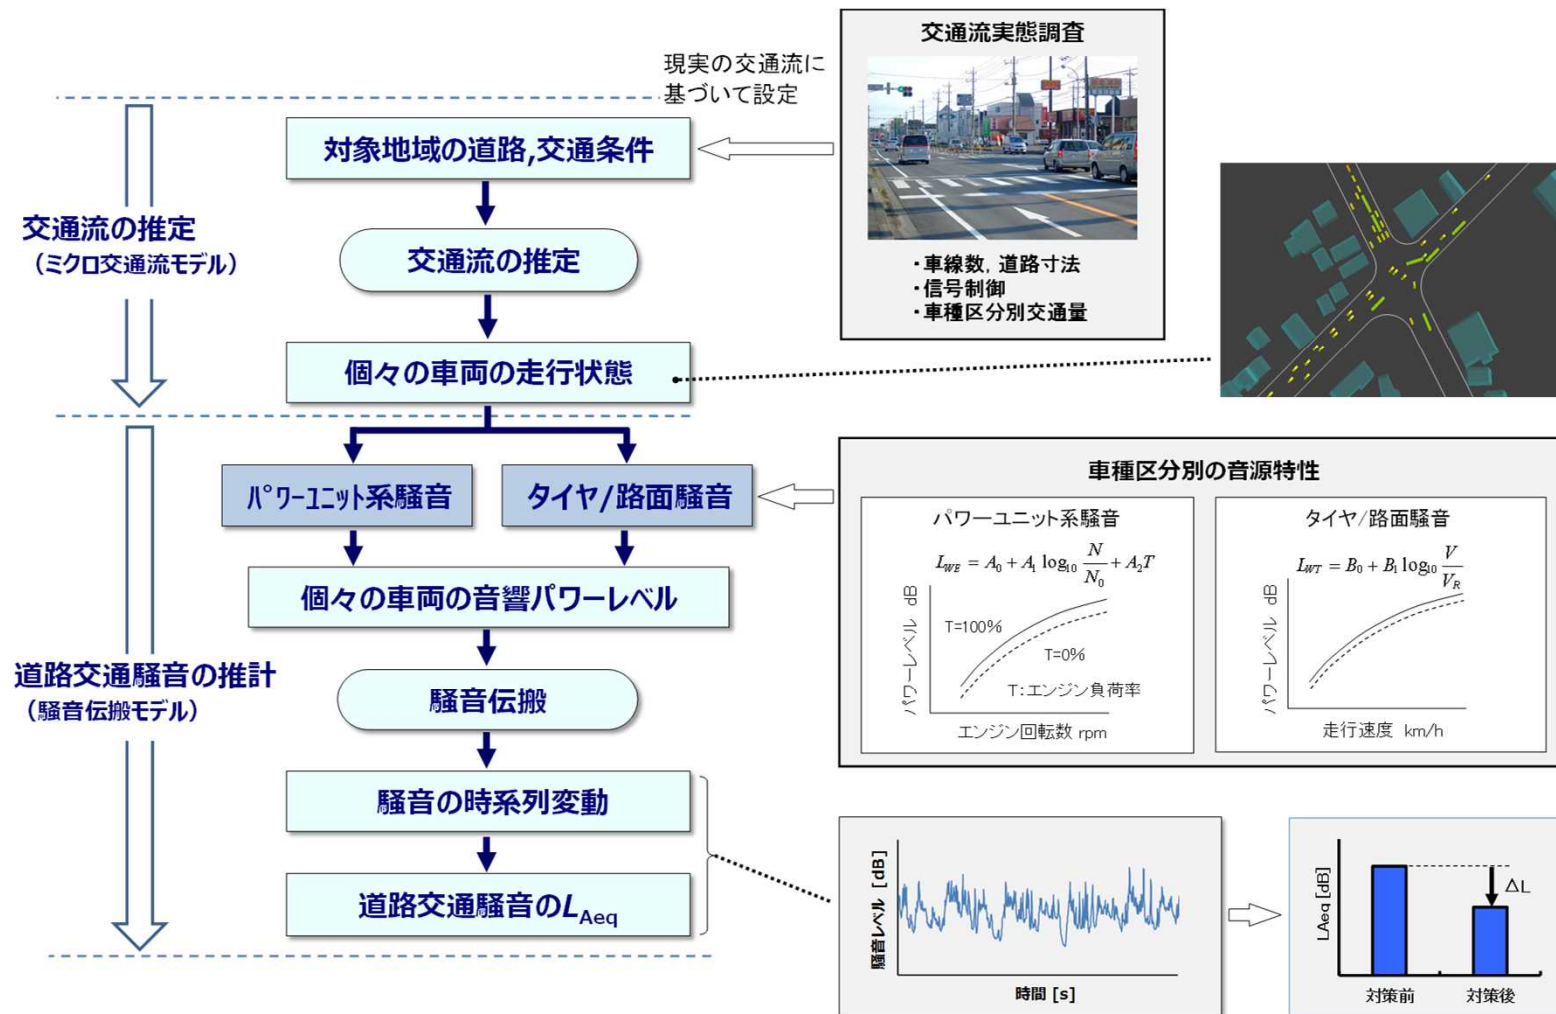 交通流実態調査
現実の交通流に
基づいて設定
対象地域の道路,交通条件
交通流の推定
（ミクロ交通流モデル）
交通流の推定
・車線数, 道路寸法
・信号制御
・車種区分別交通量
個々の車両の走行状態
パワーユニット系騒音
タイヤ/路面騒音
車種区分別の音源特性
パワーユニット系騒音
L_WE = A_0 + A_1 log_10 N/N_0 + A_2T
パワーレベル dB
T=100%
T=0%
T：エンジン負荷率
エンジン回転数 rpm
タイヤ/路面騒音
L_WT = B_0 + B_1 log_10 V/V_R
パワーレベル dB
走行速度 km/h
個々の車両の音響パワーレベル
道路交通騒音の推計
（騒音伝搬モデル）
騒音伝搬
騒音の時系列変動
道路交通騒音のL_Aeq
騒音レベル [dB]
時間 [s]
LAeq [dB]
ΔL
対策前
対策後